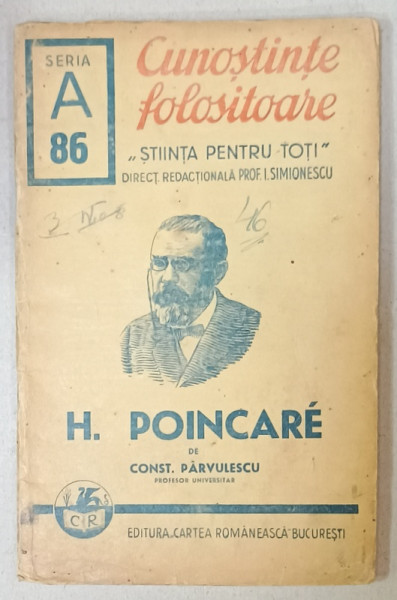 SERIA
A
86
Cunoștințe
folositoare
„ȘTIINȚA PENTRU TOȚI"
DIRECT. REDACȚIONALĂ PROF. I. SIMIONESCU
46
H. POINCARÉ
DE
CONST. PÂRVULESCU
PROFESOR UNIVERSITAR
C R
EDITURA „CARTEA ROMÂNEASCĂ" BUCUREȘTI